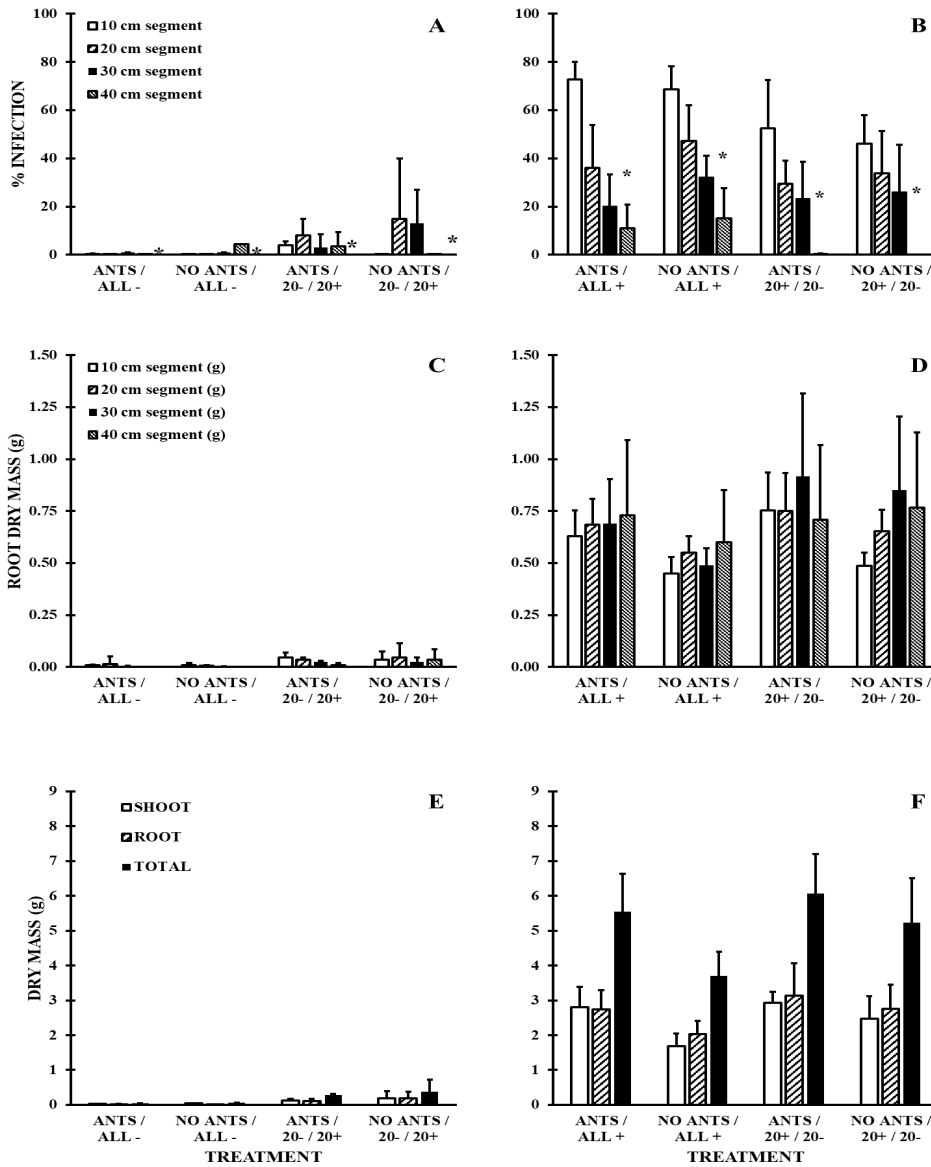 A
10 cm segment
20 cm segment
30 cm segment
40 cm segment
% INFECTION
100
80
60
40
20
0
*
*
*
*
ANTS /
ALL -
NO ANTS /
ALL -
ANTS /
20- / 20+
NO ANTS /
20- / 20+
B
100
80
60
40
20
0
*
*
*
*
ANTS /
ALL +
NO ANTS /
ALL +
ANTS /
20+ / 20-
NO ANTS /
20+ / 20-
C
10 cm segment (g)
20 cm segment (g)
30 cm segment (g)
40 cm segment (g)
ROOT DRY MASS (g)
1.50
1.25
1.00
0.75
0.50
0.25
0.00
ANTS /
ALL -
NO ANTS /
ALL -
ANTS /
20- / 20+
NO ANTS /
20- / 20+
D
1.50
1.25
1.00
0.75
0.50
0.25
0.00
ANTS /
ALL +
NO ANTS /
ALL +
ANTS /
20+ / 20-
NO ANTS /
20+ / 20-
E
SHOOT
ROOT
TOTAL
DRY MASS (g)
9
8
7
6
5
4
3
2
1
0
ANTS /
ALL -
NO ANTS /
ALL -
ANTS /
20- / 20+
NO ANTS /
20- / 20+
TREATMENT
F
9
8
7
6
5
4
3
2
1
0
ANTS /
ALL +
NO ANTS /
ALL +
ANTS /
20+ / 20-
NO ANTS /
20+ / 20-
TREATMENT